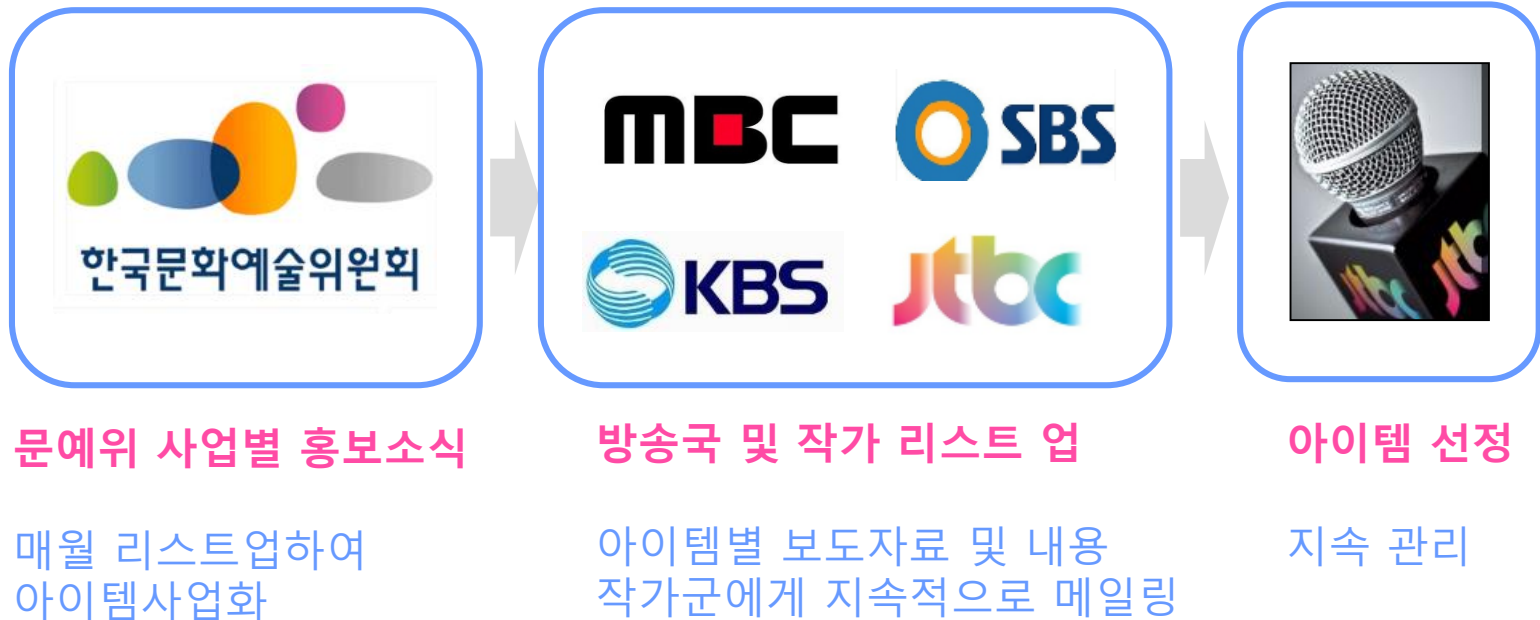 한국문화예술위원회
MBC
SBS
KBS
jtbc
jtbc
jtbc
문예위 사업별 홍보소식
매월 리스트업하여
아이템사업화
방송국 및 작가 리스트 업
아이템별 보도자료 및 내용
작가군에게 지속적으로 메일링
아이템 선정
지속 관리